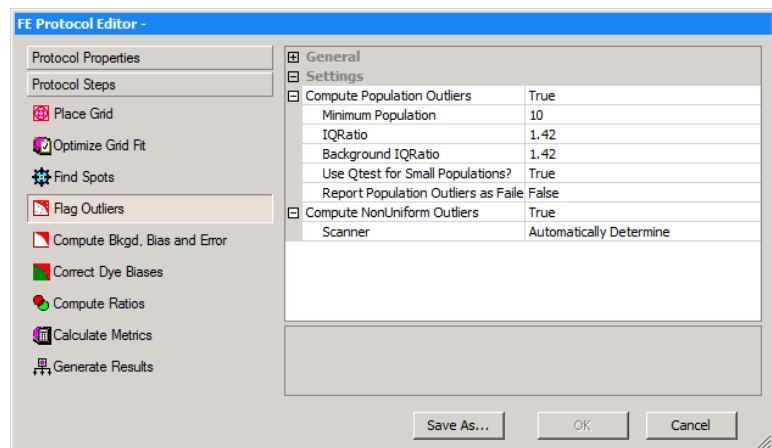 FE Protocol Editor -
Protocol Properties
Protocol Steps
Place Grid
Optimize Grid Fit
Find Spots
Flag Outliers
Compute Bkgd, Bias and Error
Correct Dye Biases
Compute Ratios
Calculate Metrics
Generate Results
General
Settings
Compute Population Outliers True
Minimum Population 10
IQRatio 1.42
Background IQRatio 1.42
Use Qtest for Small Populations? True
Report Population Outliers as Faile False
Compute NonUniform Outliers True
Scanner Automatically Determine
Save As... OK Cancel